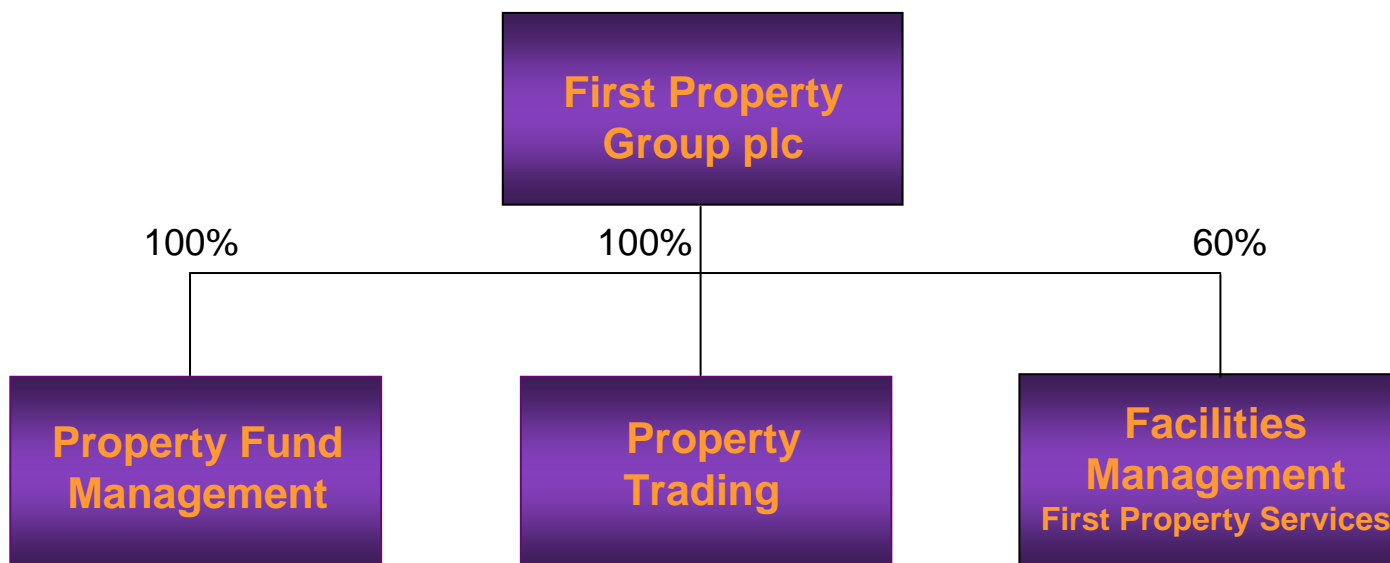 First Property
Group plc
100%
100%
60%
Property Fund
Management
Property
Trading
Facilities
Management
First Property Services